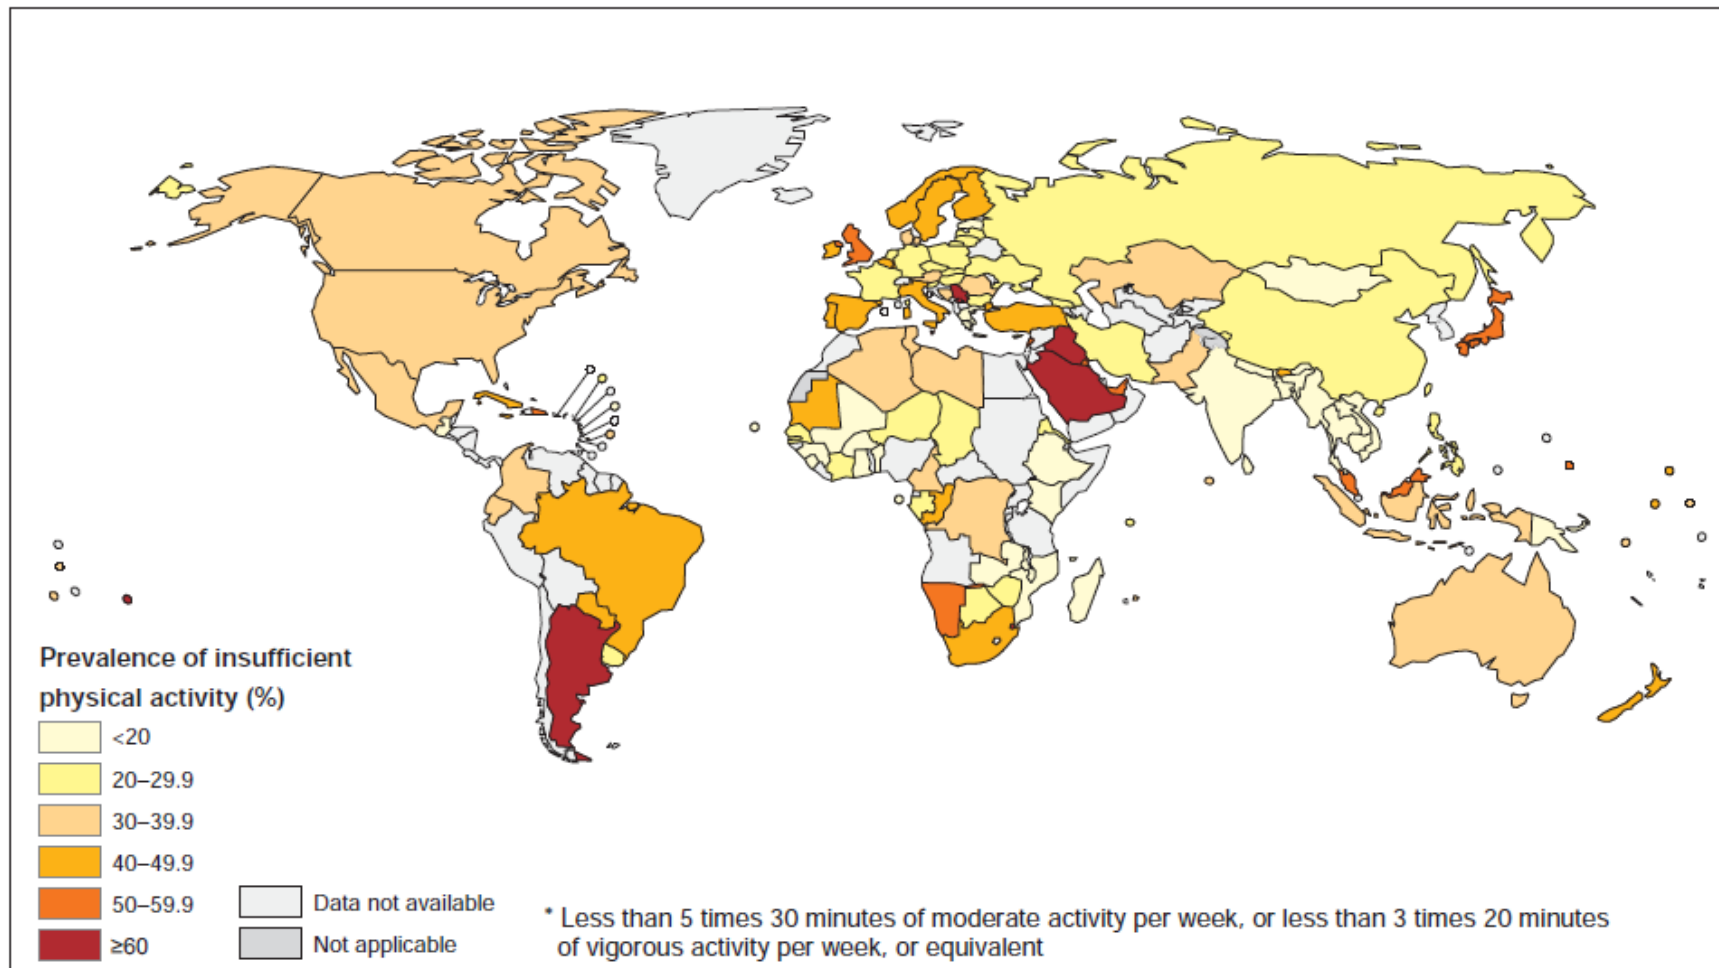 Prevalence of insufficient
physical activity (%)
<20
20–29.9
30–39.9
40–49.9
50–59.9
≥60
Data not available
Not applicable
* Less than 5 times 30 minutes of moderate activity per week, or less than 3 times 20 minutes
of vigorous activity per week, or equivalent